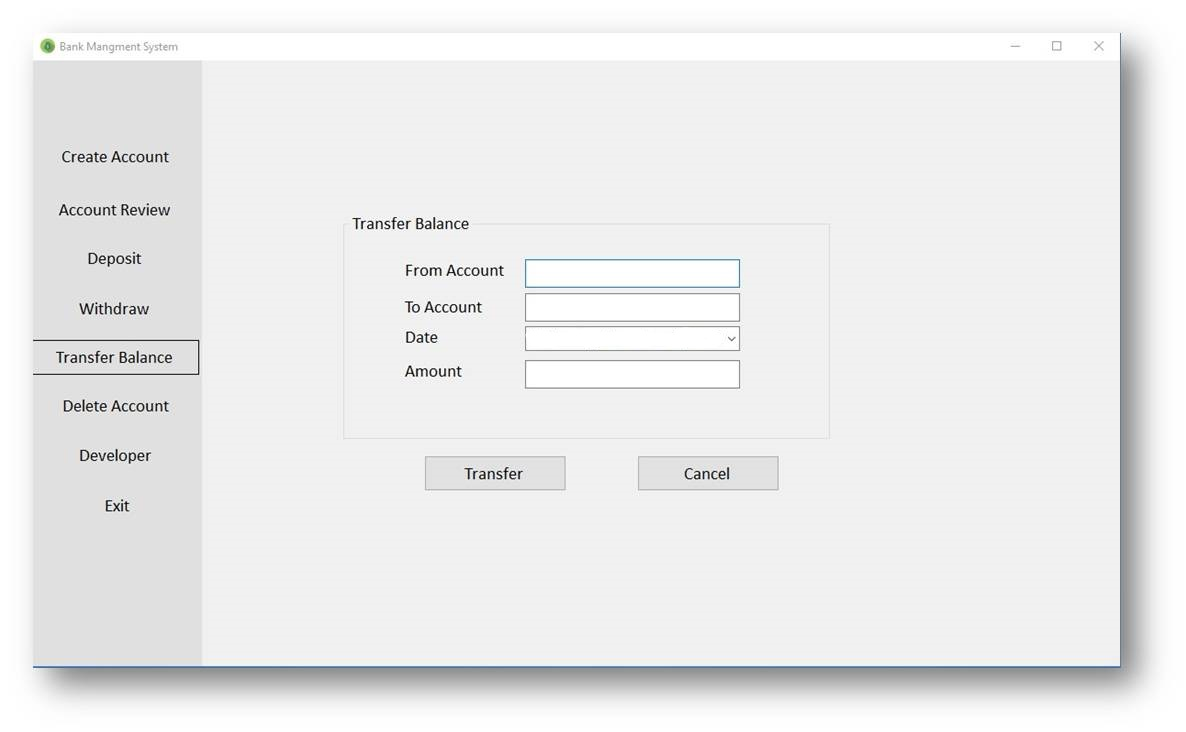 Bank Mangment System
Create Account
Account Review
Deposit
Withdraw
Transfer Balance
Delete Account
Developer
Exit
Transfer Balance
From Account
To Account
Date
Amount
Transfer
Cancel